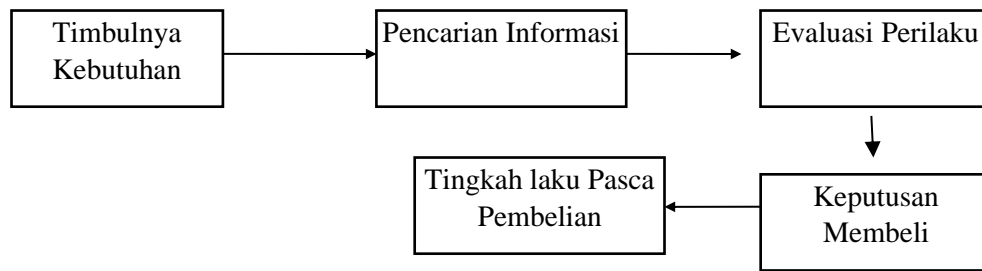 Timbulnya
Kebutuhan
Pencarian Informasi
Evaluasi Perilaku
Keputusan
Membeli
Tingkah laku Pasca
Pembelian